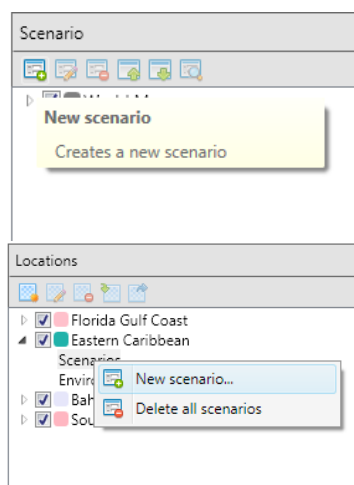 Scenario
New scenario
Creates a new scenario
Locations
Florida Gulf Coast
Eastern Caribbean
Scenarios
New scenario...
Delete all scenarios